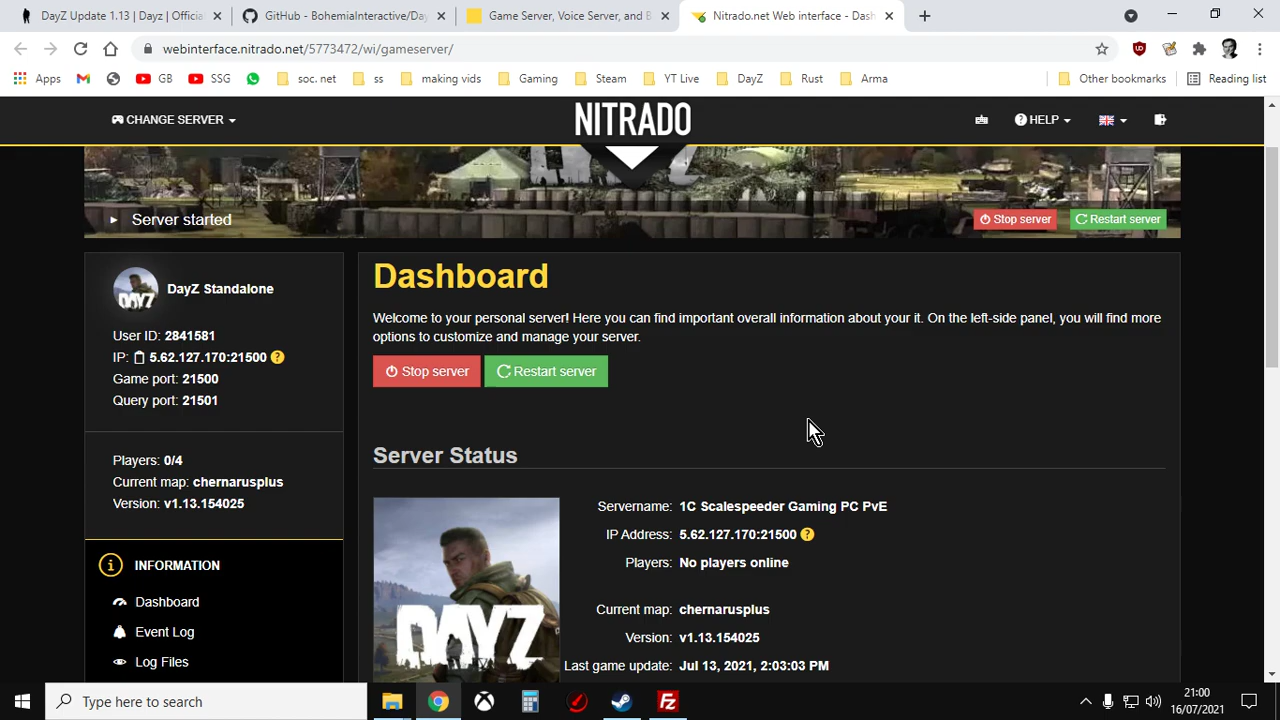 DayZ Update 1.13 | Dayz | Officia
GitHub - BohemiaInteractive/Day
Game Server, Voice Server, and B
Nitrado.net Web interface - Dash
webinterface.nitrado.net/5773472/wi/gameserver/
Apps
GB
SSG
soc. net
ss
making vids
Gaming
Steam
YT Live
DayZ
Rust
Arma
Other bookmarks
Reading list
CHANGE SERVER
NITRADO
HELP
Server started
Stop server
Restart server
DAYZ
DayZ Standalone
User ID: 2841581
IP: 5.62.127.170:21500 ?
Game port: 21500
Query port: 21501
Players: 0/4
Current map: chernarusplus
Version: v1.13.154025
INFORMATION
Dashboard
Event Log
Log Files
Dashboard
Welcome to your personal server! Here you can find important overall information about your it. On the left-side panel, you will find more
options to customize and manage your server.
Stop server
Restart server
Server Status
DAYZ
Servername: 1C Scalespeeder Gaming PC PvE
IP Address: 5.62.127.170:21500 ?
Players: No players online
Current map: chernarusplus
Version: v1.13.154025
Last game update: Jul 13, 2021, 2:03:03 PM
Type here to search
21:00
16/07/2021